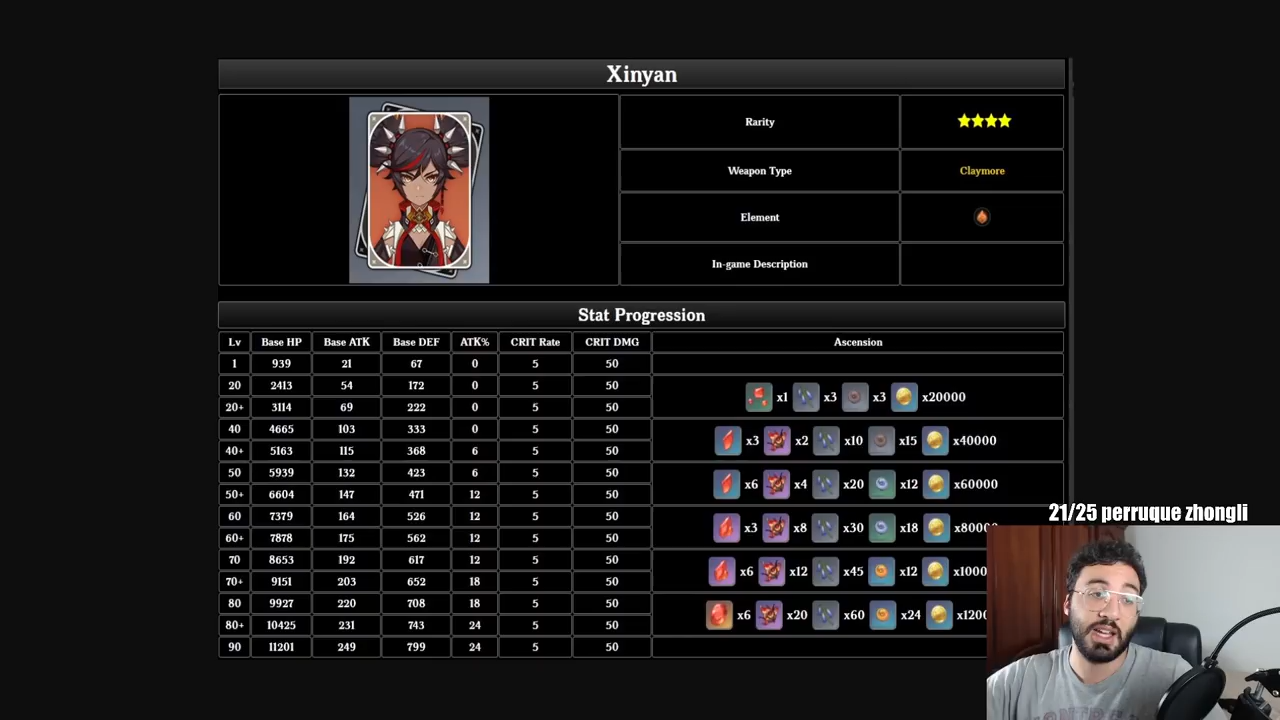 Xinyan
Rarity
Weapon Type Claymore
Element
In-game Description
Stat Progression
Lv Base HP Base ATK Base DEF ATK% CRIT Rate CRIT DMG Ascension
1 939 21 67 0 5 50
20 2413 54 172 0 5 50
x1 x3 x3 x20000
20+ 3114 69 222 0 5 50
40 4665 103 333 0 5 50
x3 x2 x10 x15 x40000
40+ 5163 115 368 6 5 50
50 5939 132 423 6 5 50
x6 x4 x20 x12 x60000
50+ 6604 147 471 12 5 50
60 7379 164 526 12 5 50
x3 x8 x30 x18 x80000
60+ 7878 175 562 12 5 50
70 8653 192 617 12 5 50
x6 x12 x45 x12 x1000
70+ 9151 203 652 18 5 50
80 9927 220 708 18 5 50
x6 x20 x60 x24 x1200
80+ 10425 231 743 24 5 50
90 11201 249 799 24 5 50
21/25 perruque zhongli